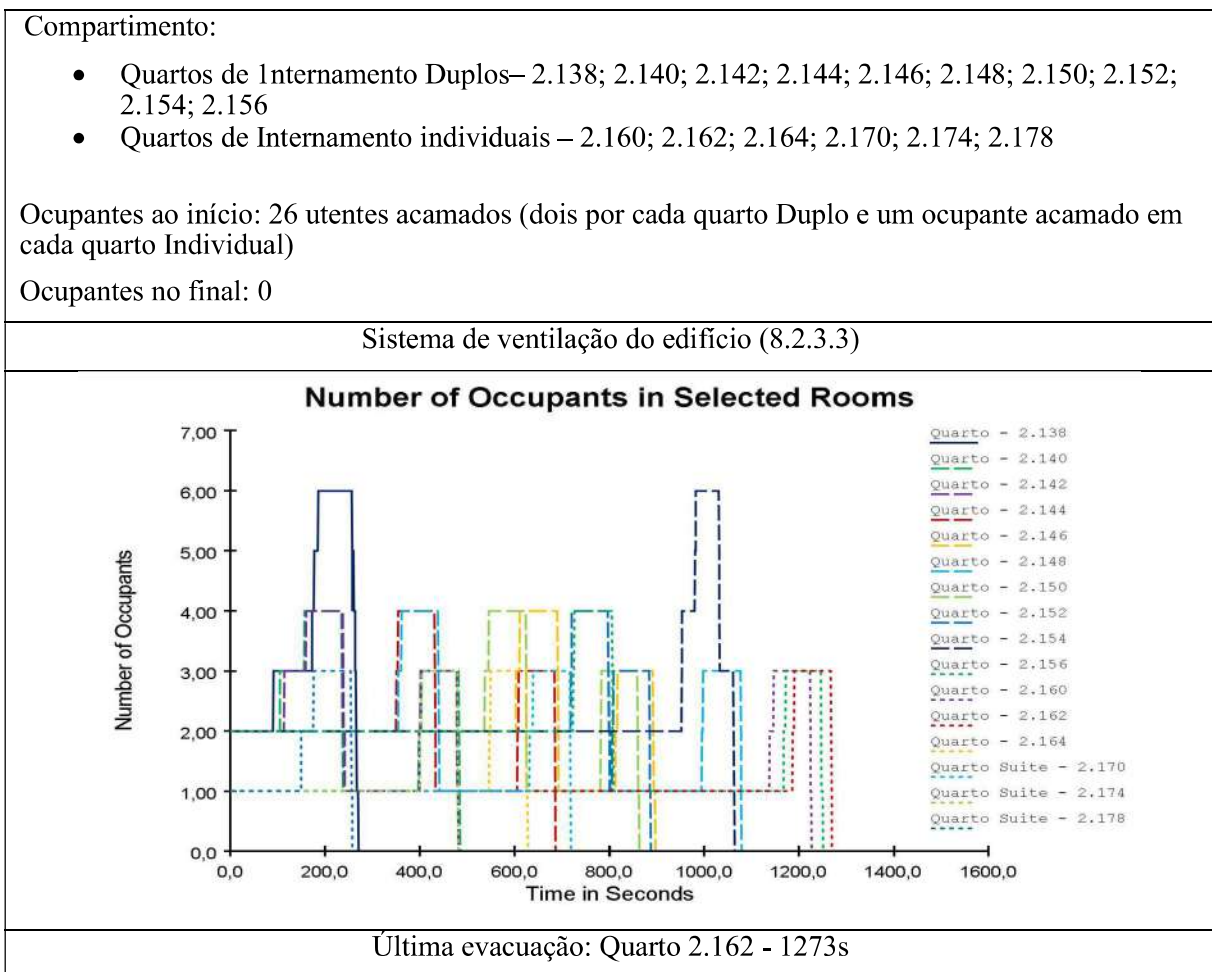 Compartimento:
• Quartos de 1nternamento Duplos– 2.138; 2.140; 2.142; 2.144; 2.146; 2.148; 2.150; 2.152;
2.154; 2.156
• Quartos de Internamento individuais – 2.160; 2.162; 2.164; 2.170; 2.174; 2.178
Ocupantes ao início: 26 utentes acamados (dois por cada quarto Duplo e um ocupante acamado em
cada quarto Individual)
Ocupantes no final: 0
Sistema de ventilação do edifício (8.2.3.3)
Number of Occupants in Selected Rooms
7,00
6,00
5,00
4,00
3,00
2,00
1,00
0,0
Number of Occupants
0,0 200,0 400,0 600,0 800,0 1000,0 1200,0 1400,0 1600,0
Time in Seconds
Quarto - 2.138
Quarto - 2.140
Quarto - 2.142
Quarto - 2.144
Quarto - 2.146
Quarto - 2.148
Quarto - 2.150
Quarto - 2.152
Quarto - 2.154
Quarto - 2.156
Quarto - 2.160
Quarto - 2.162
Quarto - 2.164
Quarto Suite - 2.170
Quarto Suite - 2.174
Quarto Suite - 2.178
Última evacuação: Quarto 2.162 - 1273s